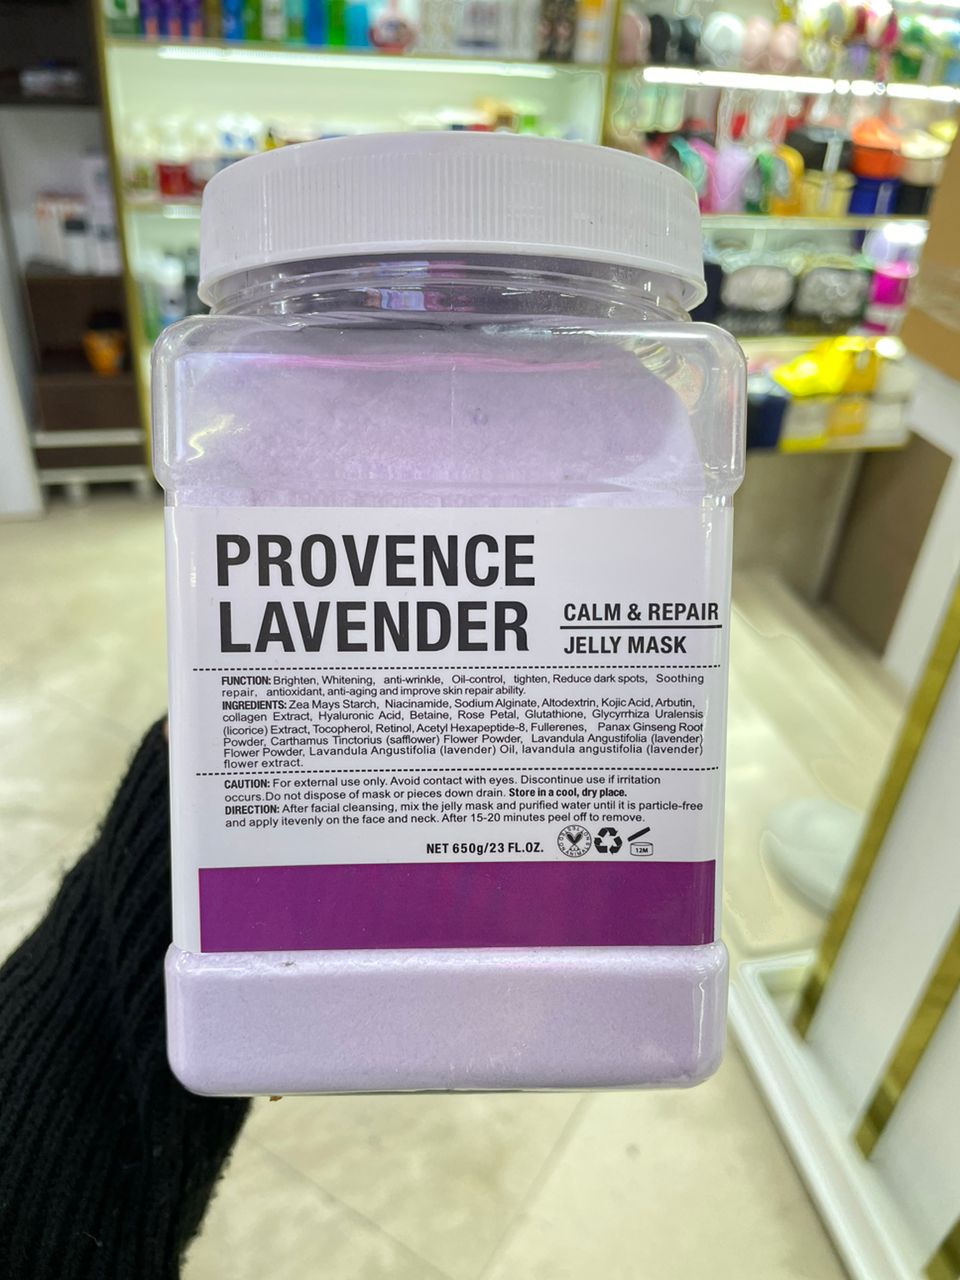 PROVENCE
LAVENDER
CALM & REPAIR
JELLY MASK
FUNCTION: Brighten, Whitening, anti-wrinkle, Oil-control, tighten, Reduce dark spots, Soothing
repair, antioxidant, anti-aging and improve skin repair ability.
INGREDIENTS: Zea Mays Starch, Niacinamide, Sodium Alginate, Altodextrin, Kojic Acid, Arbutin,
collagen Extract, Hyaluronic Acid, Betaine, Rose Petal, Glutathione, Glycyrrhiza Uralensis
(licorice) Extract, Tocopherol, Retinol, Acetyl Hexapeptide-8, Fullerenes, Panax Ginseng Root
Powder, Carthamus Tinctorius (safflower) Flower Powder, Lavandula Angustifolia (lavender)
Flower Powder, Lavandula Angustifolia (lavender) Oil, lavandula angustifolia (lavender)
flower extract.
CAUTION: For external use only. Avoid contact with eyes. Discontinue use if irritation
occurs.Do not dispose of mask or pieces down drain. Store in a cool, dry place.
DIRECTION: After facial cleansing, mix the jelly mask and purified water until it is particle-free
and apply itevenly on the face and neck. After 15-20 minutes peel off to remove.
NET 650g/23 FL.OZ.
12M